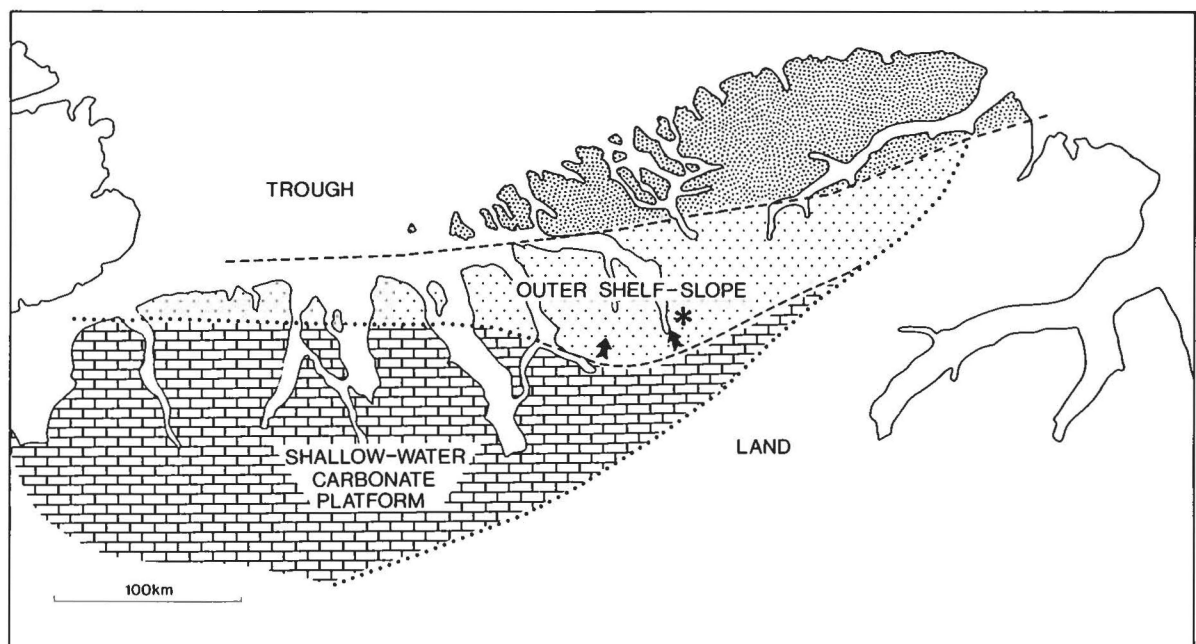 TROUGH
OUTER SHELF-SLOPE
*
LAND
SHALLOW-WATER
CARBONATE
PLATFORM
100km